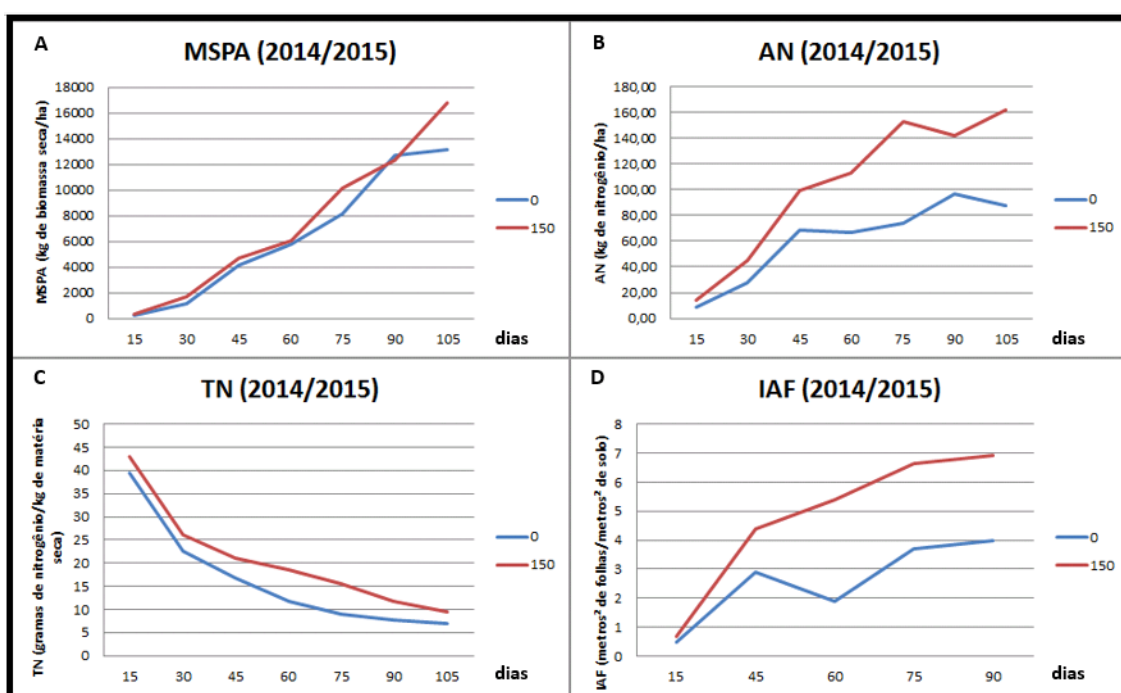 A
MSPA (2014/2015)
MSPA (kg de biomassa seca/ha)
18000
16000
14000
12000
10000
8000
6000
4000
2000
0
15 30 45 60 75 90 105 dias
0
150
B
AN (2014/2015)
AN (kg de nitrogênio/ha)
180,00
160,00
140,00
120,00
100,00
80,00
60,00
40,00
20,00
0,00
15 30 45 60 75 90 105 dias
0
150
C
TN (2014/2015)
TN (gramas de nitrogênio/kg de matéria
seca)
50
45
40
35
30
25
20
15
10
5
0
15 30 45 60 75 90 105 dias
0
150
D
IAF (2014/2015)
IAF (metros² de folhas/metros² de solo)
8
7
6
5
4
3
2
1
0
15 45 60 75 90 dias
0
150